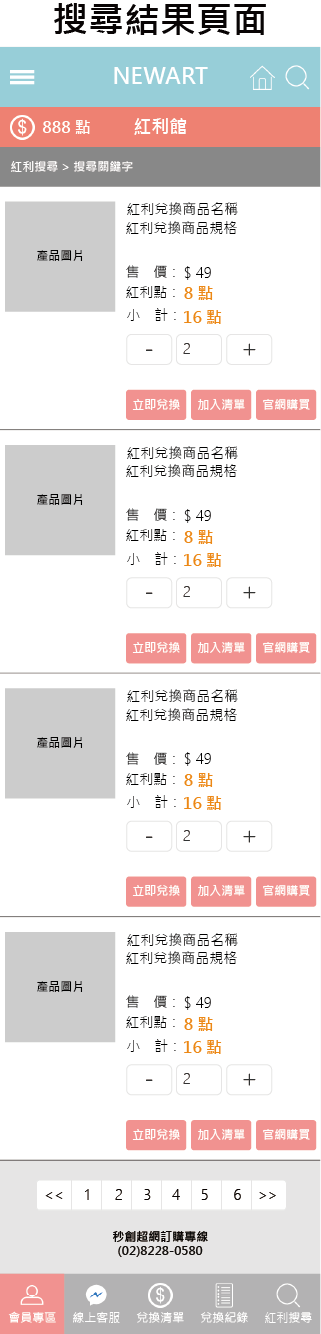 搜尋結果頁面
NEWART
$ 888 點 紅利館
紅利搜尋 > 搜尋關鍵字
產品圖片
紅利兌換商品名稱
紅利兌換商品規格
售 價： $ 49
紅利點： 8 點
小 計： 16 點
- 2 +
立即兌換 加入清單 官網購買
產品圖片
紅利兌換商品名稱
紅利兌換商品規格
售 價： $ 49
紅利點： 8 點
小 計： 16 點
- 2 +
立即兌換 加入清單 官網購買
產品圖片
紅利兌換商品名稱
紅利兌換商品規格
售 價： $ 49
紅利點： 8 點
小 計： 16 點
- 2 +
立即兌換 加入清單 官網購買
產品圖片
紅利兌換商品名稱
紅利兌換商品規格
售 價： $ 49
紅利點： 8 點
小 計： 16 點
- 2 +
立即兌換 加入清單 官網購買
<< 1 2 3 4 5 6 >>
秒創超網訂購專線
(02)8228-0580
$
會員專區 線上客服 兌換清單 兌換紀錄 紅利搜尋